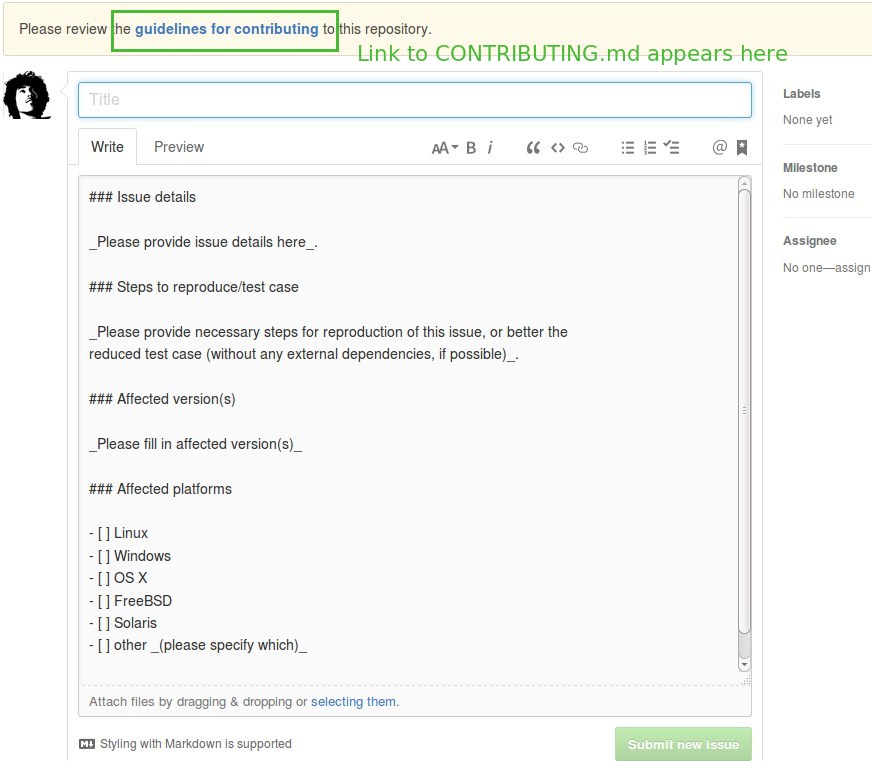 Please review the guidelines for contributing to this repository.
Link to CONTRIBUTING.md appears here
Title
Write Preview AA B i @
### Issue details
_Please provide issue details here_.
### Steps to reproduce/test case
_Please provide necessary steps for reproduction of this issue, or better the
reduced test case (without any external dependencies, if possible)_.
### Affected version(s)
_Please fill in affected version(s)_
### Affected platforms
- [ ] Linux
- [ ] Windows
- [ ] OS X
- [ ] FreeBSD
- [ ] Solaris
- [ ] other _(please specify which)_
Attach files by dragging & dropping or selecting them.
Styling with Markdown is supported
Submit new issue
Labels
None yet
Milestone
No milestone
Assignee
No one—assign